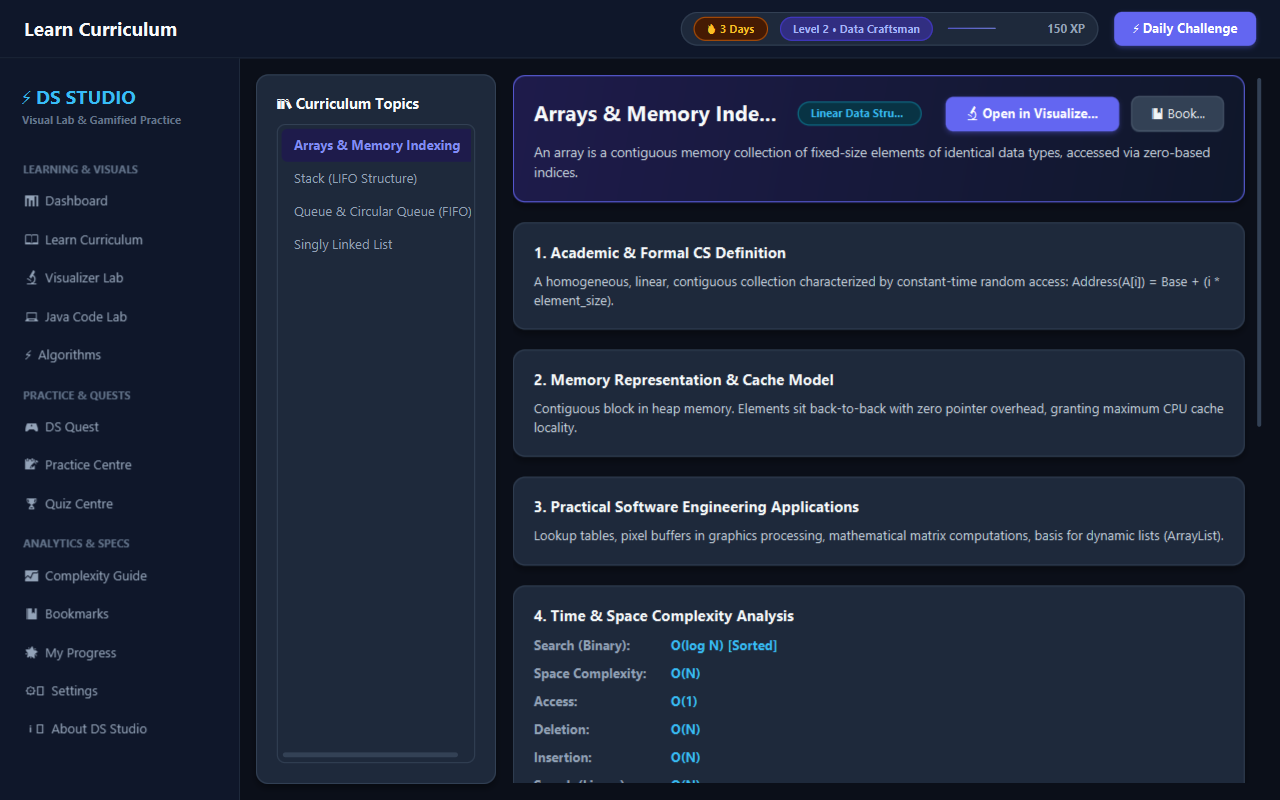 Learn Curriculum
3 Days
Level 2 • Data Craftsman
150 XP
⚡ Daily Challenge
⚡ DS STUDIO
Visual Lab & Gamified Practice
LEARNING & VISUALS
Dashboard
Learn Curriculum
Visualizer Lab
Java Code Lab
⚡ Algorithms
PRACTICE & QUESTS
DS Quest
Practice Centre
Quiz Centre
ANALYTICS & SPECS
Complexity Guide
Bookmarks
My Progress
Settings
About DS Studio
Curriculum Topics
Arrays & Memory Indexing
Stack (LIFO Structure)
Queue & Circular Queue (FIFO)
Singly Linked List
Arrays & Memory Inde...
Linear Data Stru...
Open in Visualize...
Book...
An array is a contiguous memory collection of fixed-size elements of identical data types, accessed via zero-based
indices.
1. Academic & Formal CS Definition
A homogeneous, linear, contiguous collection characterized by constant-time random access: Address(A[i]) = Base + (i *
element_size).
2. Memory Representation & Cache Model
Contiguous block in heap memory. Elements sit back-to-back with zero pointer overhead, granting maximum CPU cache
locality.
3. Practical Software Engineering Applications
Lookup tables, pixel buffers in graphics processing, mathematical matrix computations, basis for dynamic lists (ArrayList).
4. Time & Space Complexity Analysis
Search (Binary): O(log N) [Sorted]
Space Complexity: O(N)
Access: O(1)
Deletion: O(N)
Insertion: O(N)